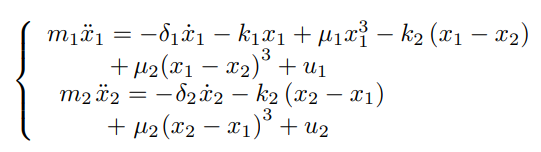 m₁ẍ₁ = −δ₁ẋ₁ − k₁x₁ + μ₁x₁³ − k₂ (x₁ − x₂)
+ μ₂(x₁ − x₂)³ + u₁
m₂ẍ₂ = −δ₂ẋ₂ − k₂ (x₂ − x₁)
+ μ₂(x₂ − x₁)³ + u₂